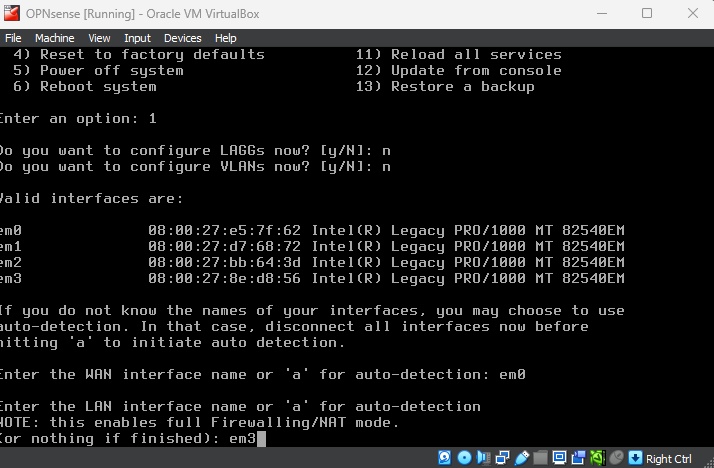 OPNsense [Running] - Oracle VM VirtualBox
File Machine View Input Devices Help
4) Reset to factory defaults 11) Reload all services
5) Power off system 12) Update from console
6) Reboot system 13) Restore a backup
Enter an option: 1
Do you want to configure LAGGs now? [y/N]: n
Do you want to configure VLANs now? [y/N]: n
Valid interfaces are:
em0 08:00:27:e5:7f:62 Intel(R) Legacy PRO/1000 MT 82540EM
em1 08:00:27:d7:68:72 Intel(R) Legacy PRO/1000 MT 82540EM
em2 08:00:27:bb:64:3d Intel(R) Legacy PRO/1000 MT 82540EM
em3 08:00:27:8e:d8:56 Intel(R) Legacy PRO/1000 MT 82540EM
If you do not know the names of your interfaces, you may choose to use
auto-detection. In that case, disconnect all interfaces now before
hitting 'a' to initiate auto detection.
Enter the WAN interface name or 'a' for auto-detection: em0
Enter the LAN interface name or 'a' for auto-detection
NOTE: this enables full Firewalling/NAT mode.
(or nothing if finished): em3
Right Ctrl